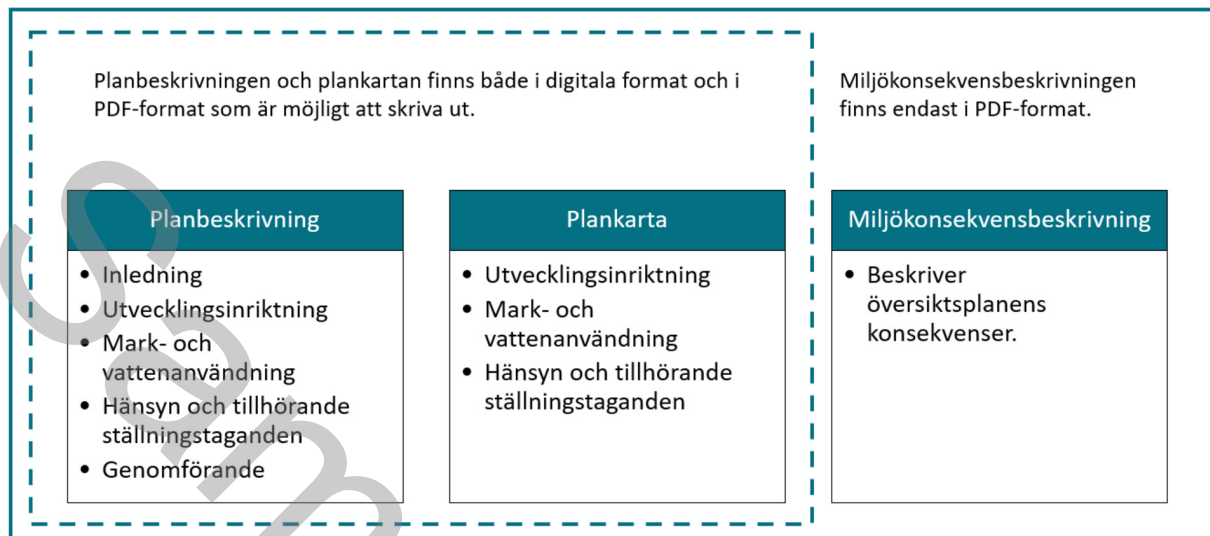 Planbeskrivningen och plankartan finns både i digitala format och i
PDF-format som är möjligt att skriva ut.
Miljökonsekvensbeskrivningen
finns endast i PDF-format.
Planbeskrivning
• Inledning
• Utvecklingsinriktning
• Mark- och
vattenanvändning
• Hänsyn och tillhörande
ställningstaganden
• Genomförande
Plankarta
• Utvecklingsinriktning
• Mark- och
vattenanvändning
• Hänsyn och tillhörande
ställningstaganden
Miljökonsekvensbeskrivning
• Beskriver
översiktsplanens
konsekvenser.
Sam